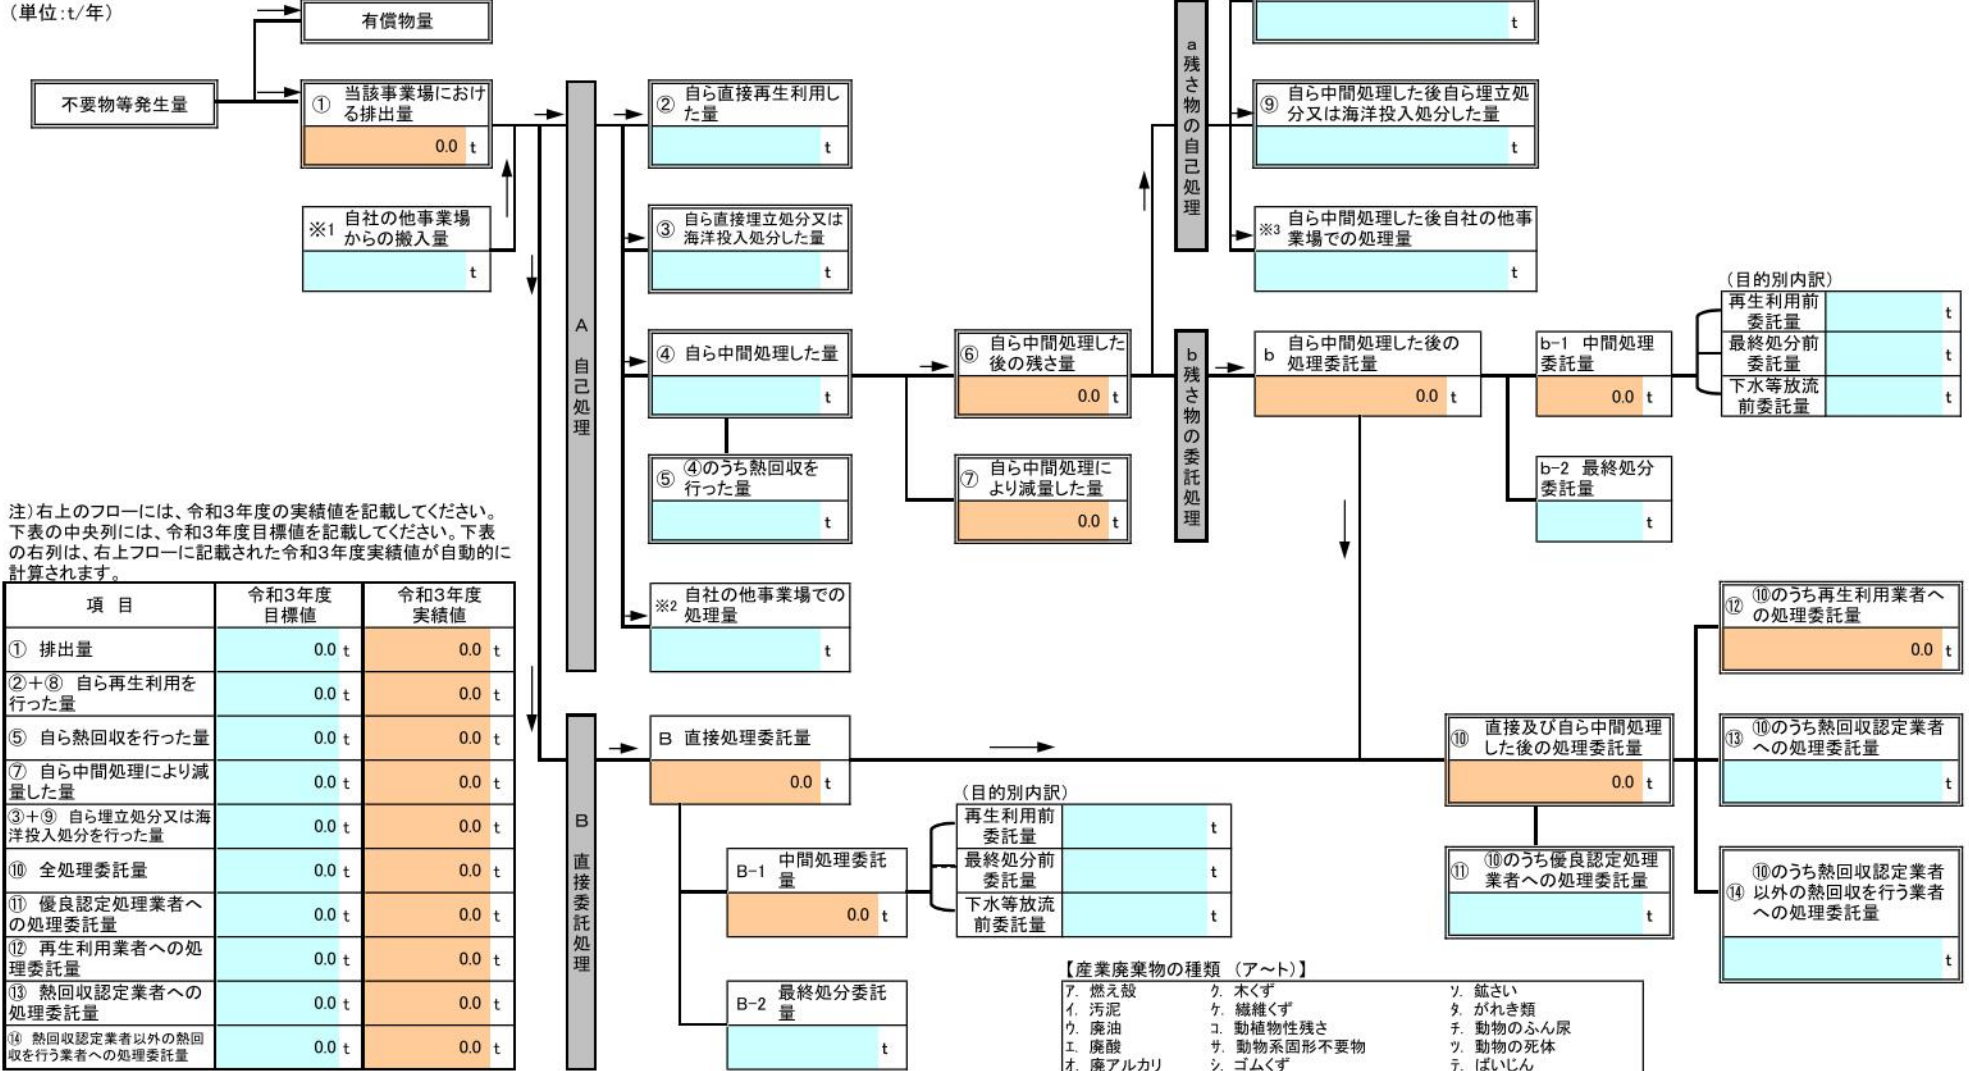 (単位:t/年)
有償物量
不要物等発生量
① 当該事業場におけ
る排出量
0.0 t
※1 自社の他事業場
からの搬入量
t
A 自己処理
② 自ら直接再生利用し
た量
t
③ 自ら直接埋立処分又は
海洋投入処分した量
t
④ 自ら中間処理した量
t
⑤ ④のうち熱回収を
行った量
t
※2 自社の他事業場での
処理量
t
⑥ 自ら中間処理した
後の残さ量
0.0 t
⑦ 自ら中間処理に
より減量した量
0.0 t
a 残さ物の自己処理
t
⑨ 自ら中間処理した後自ら埋立処
分又は海洋投入処分した量
t
※3 自ら中間処理した後自社の他事
業場での処理量
t
b 残さ物の委託処理
b 自ら中間処理した後の
処理委託量
0.0 t
b-1 中間処理
委託量
0.0 t
(目的別内訳)
再生利用前
委託量
t
最終処分前
委託量
t
下水等放流
前委託量
t
b-2 最終処分
委託量
t
注)右上のフローには、令和3年度の実績値を記載してください。
下表の中央列には、令和3年度目標値を記載してください。下表
の右列は、右上フローに記載された令和3年度実績値が自動的に
計算されます。
項 目 令和3年度 令和3年度
目標値 実績値
① 排出量 0.0 t 0.0 t
②+⑧ 自ら再生利用を
行った量 0.0 t 0.0 t
⑤ 自ら熱回収を行った量 0.0 t 0.0 t
⑦ 自ら中間処理により減
量した量 0.0 t 0.0 t
③+⑨ 自ら埋立処分又は海
洋投入処分を行った量 0.0 t 0.0 t
⑩ 全処理委託量 0.0 t 0.0 t
⑪ 優良認定処理業者へ
の処理委託量 0.0 t 0.0 t
⑫ 再生利用業者への処
理委託量 0.0 t 0.0 t
⑬ 熱回収認定業者への
処理委託量 0.0 t 0.0 t
⑭ 熱回収認定業者以外の熱回
収を行う業者への処理委託量 0.0 t 0.0 t
B 直接委託処理
B 直接処理委託量
0.0 t
B-1 中間処理委託
量
0.0 t
(目的別内訳)
再生利用前
委託量
t
最終処分前
委託量
t
下水等放流
前委託量
t
B-2 最終処分委託
量
t
⑩ 直接及び自ら中間処理
した後の処理委託量
0.0 t
⑪ ⑩のうち優良認定処理
業者への処理委託量
t
⑫ ⑩のうち再生利用業者へ
の処理委託量
0.0 t
⑬ ⑩のうち熱回収認定業者
への処理委託量
t
⑭ ⑩のうち熱回収認定業者
以外の熱回収を行う業者
への処理委託量
t
【産業廃棄物の種類 (ア~ト)】
ア. 燃え殻 ク. 木くず ソ. 鉱さい
イ. 汚泥 ケ. 繊維くず タ. がれき類
ウ. 廃油 コ. 動植物性残さ チ. 動物のふん尿
エ. 廃酸 サ. 動物系固形不要物 ツ. 動物の死体
オ. 廃アルカリ シ. ゴムくず テ. ばいじん